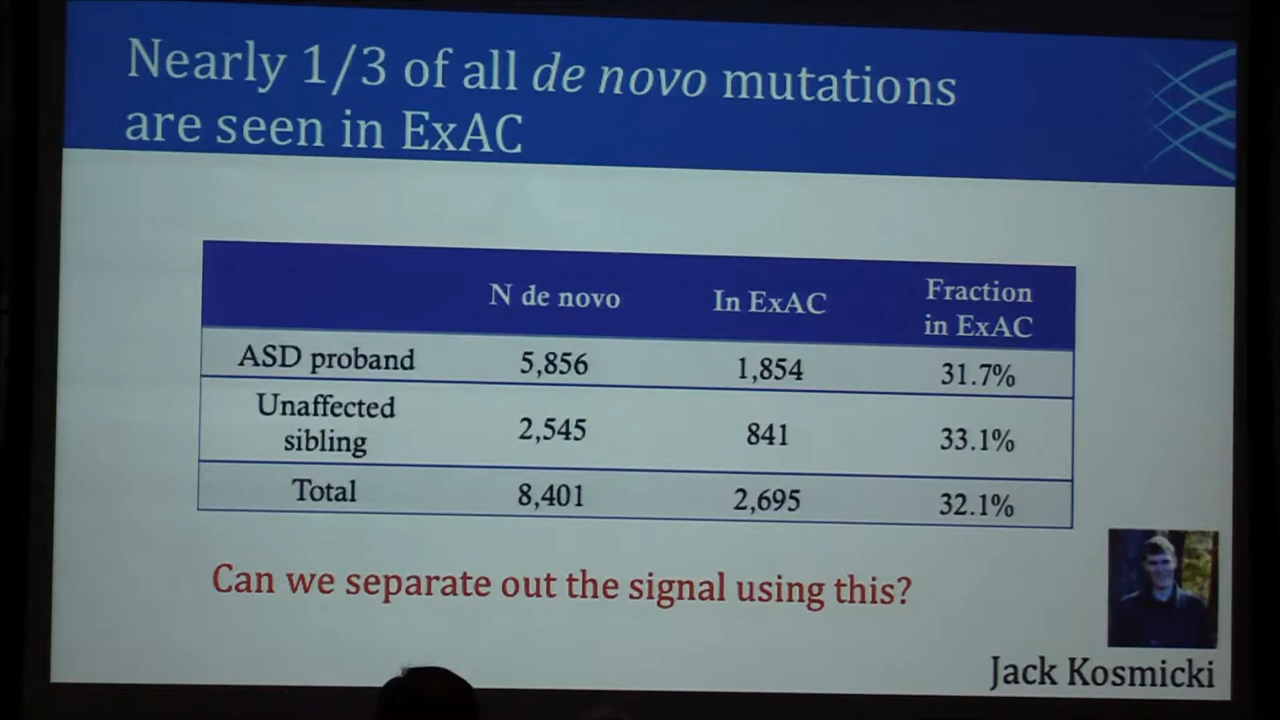 Nearly 1/3 of all de novo mutations
are seen in ExAC
N de novo In ExAC Fraction
in ExAC
ASD proband 5,856 1,854 31.7%
Unaffected
sibling 2,545 841 33.1%
Total 8,401 2,695 32.1%
Can we separate out the signal using this?
Jack Kosmicki